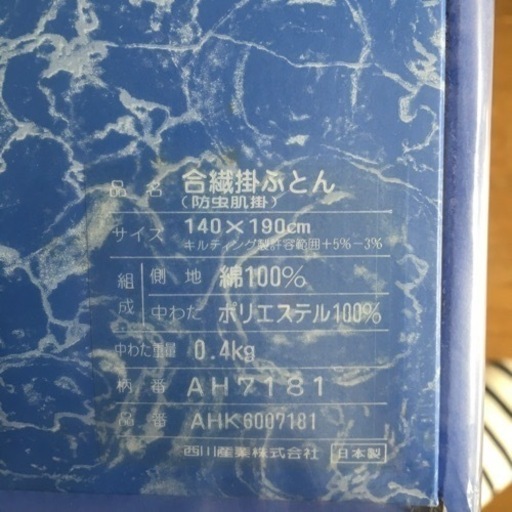 品名 合繊掛ふとん
(防虫肌掛)
サイズ 140×190cm
キルティング製許容範囲+5%-3%
組成 側地 綿100%
中わた ポリエステル100%
中わた重量 0.4kg
柄番 AH7181
品番 AHK6007181
西川産業株式会社 日本製